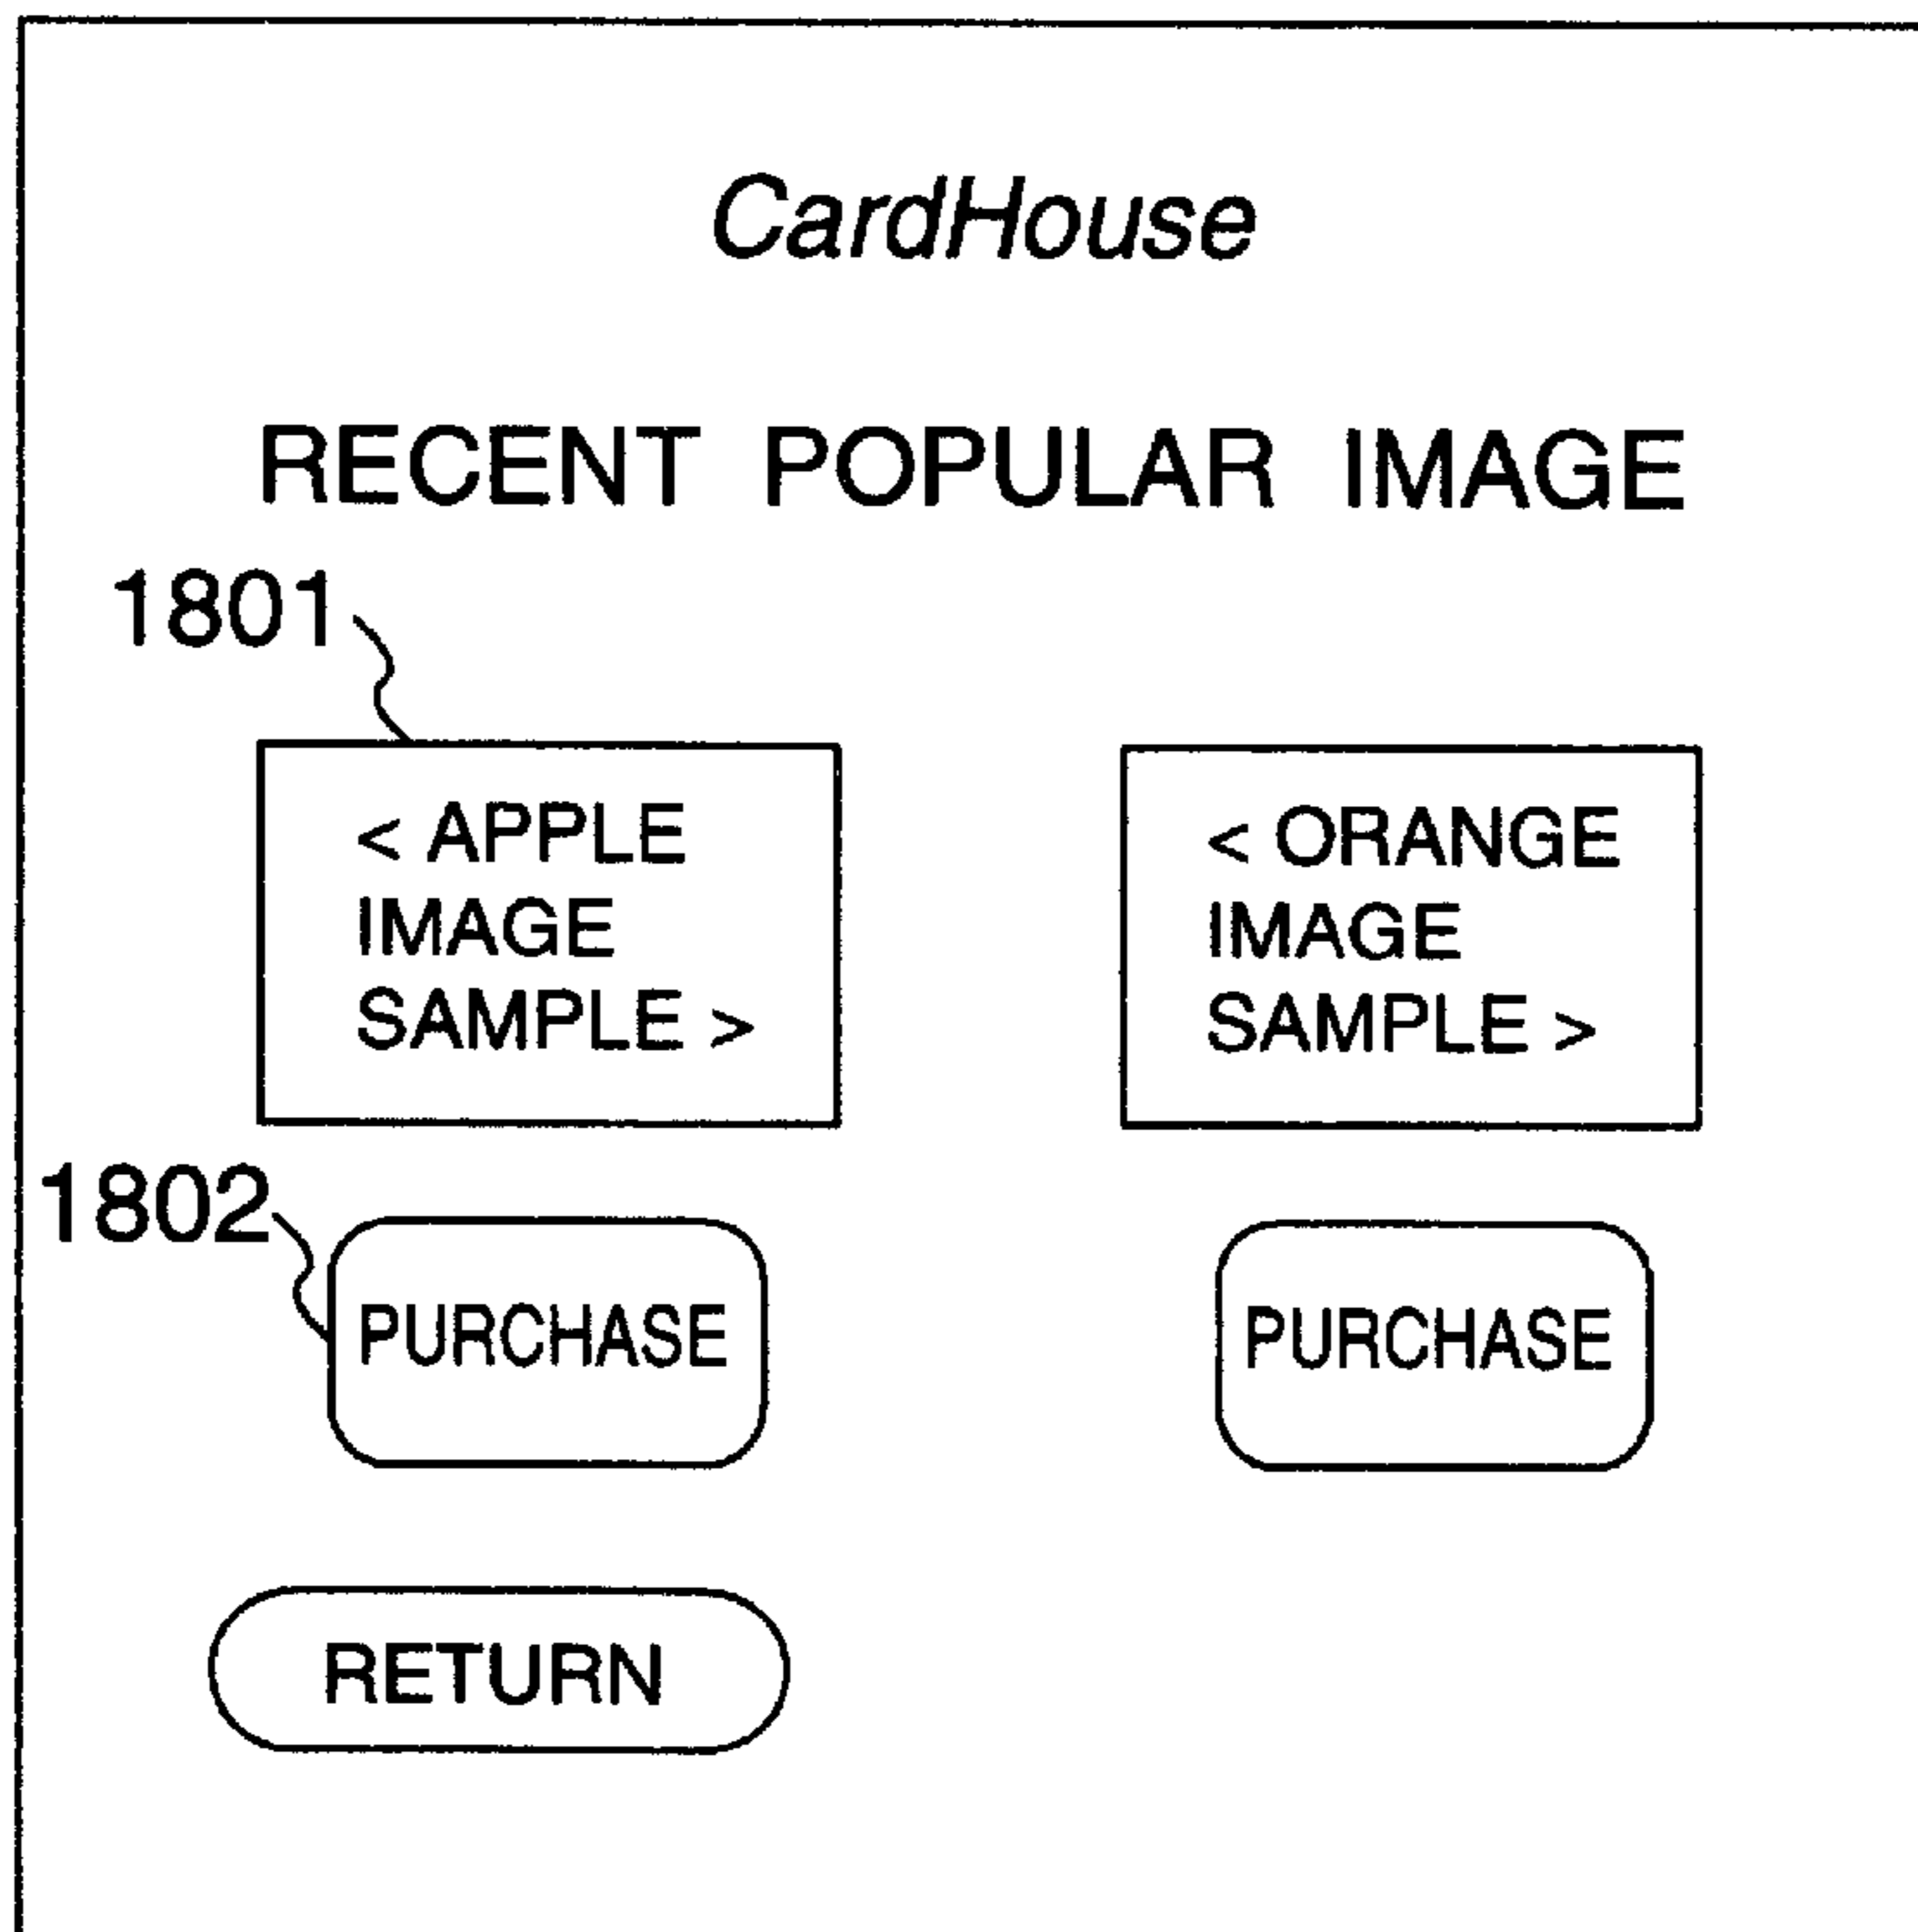 CardHouse
RECENT POPULAR IMAGE
1801
< APPLE
IMAGE
SAMPLE >
< ORANGE
IMAGE
SAMPLE >
1802
PURCHASE
PURCHASE
RETURN